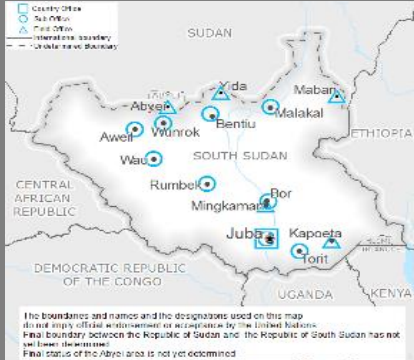 Country Office
Sub Office
Field Office
International boundary
Undetermined Boundary
SUDAN
Yida
Maban
Abyei
Malakal
Bentiu
Wunrok
Aweil
ETHIOPIA
Wau
SOUTH SUDAN
CENTRAL
AFRICAN
REPUBLIC
Rumbek
Bor
Mingkaman
Juba
Kapoeta
Torit
DEMOCRATIC REPUBLIC
OF THE CONGO
UGANDA
KENYA
The boundaries and names and the designations used on this map
do not imply official endorsement or acceptance by the United Nations.
Final boundary between the Republic of Sudan and the Republic of South Sudan has not
yet been determined
Final status of the Abyei area is not yet determined